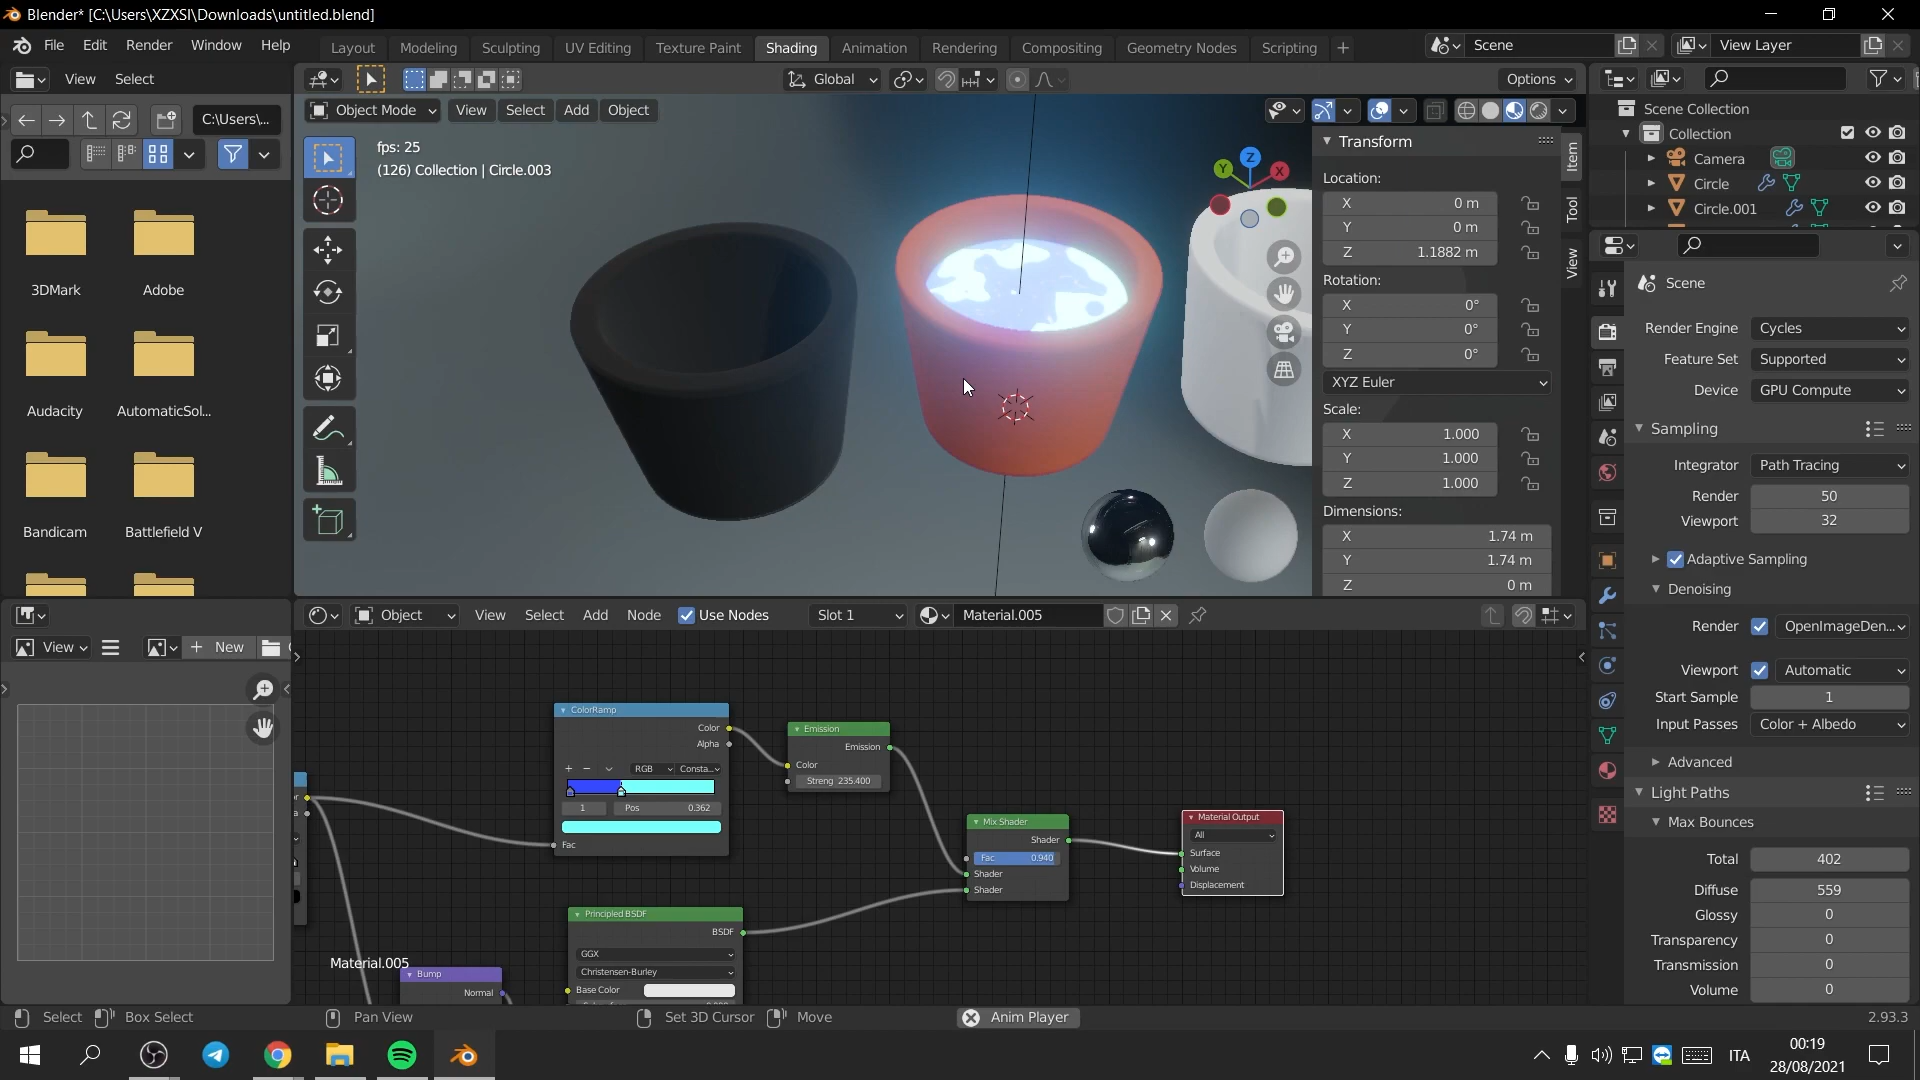 Blender* [C:\Users\XZXSI\Downloads\untitled.blend]
File Edit Render Window Help
Layout Modeling Sculpting UV Editing Texture Paint Shading Animation Rendering Compositing Geometry Nodes Scripting +
Scene
View Layer
View Select
Global
Options
C:\Users\...
3DMark
Adobe
Audacity
AutomaticSol...
Bandicam
Battlefield V
Object Mode View Select Add Object
fps: 25
(126) Collection | Circle.003
Z
Y
X
Transform
Location:
X 0 m
Y 0 m
Z 1.1882 m
Rotation:
X 0°
Y 0°
Z 0°
XYZ Euler
Scale:
X 1.000
Y 1.000
Z 1.000
Dimensions:
X 1.74 m
Y 1.74 m
Z 0 m
Item
Tool
View
Scene Collection
Collection
Camera
Circle
Circle.001
Scene
Render Engine Cycles
Feature Set Supported
Device GPU Compute
Sampling
Integrator Path Tracing
Render 50
Viewport 32
Adaptive Sampling
Denoising
Render OpenImageDen...
Viewport Automatic
Start Sample 1
Input Passes Color + Albedo
Advanced
Light Paths
Max Bounces
Total 402
Diffuse 559
Glossy 0
Transparency 0
Transmission 0
Volume 0
View
+ New
Object View Select Add Node Use Nodes Slot 1 Material.005
ColorRamp
Color
Alpha
RGB Consta...
1 Pos 0.362
Fac
Emission
Emission
Color
Streng 235.400
Mix Shader
Shader
Fac 0.940
Shader
Shader
Material Output
All
Surface
Volume
Displacement
Principled BSDF
BSDF
GGX
Christensen-Burley
Base Color
Material.005
Bump
Normal
Select Box Select Pan View Set 3D Cursor Move Anim Player 2.93.3
ITA
00:19
28/08/2021